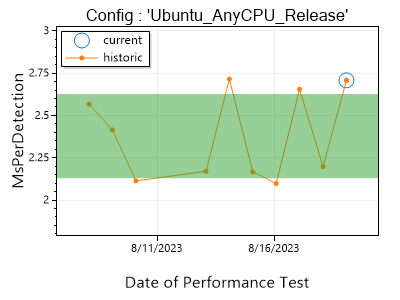 Config : 'Ubuntu_AnyCPU_Release'
current
historic
3
2.75
2.5
2.25
2
MsPerDetection
8/11/2023 8/16/2023
Date of Performance Test